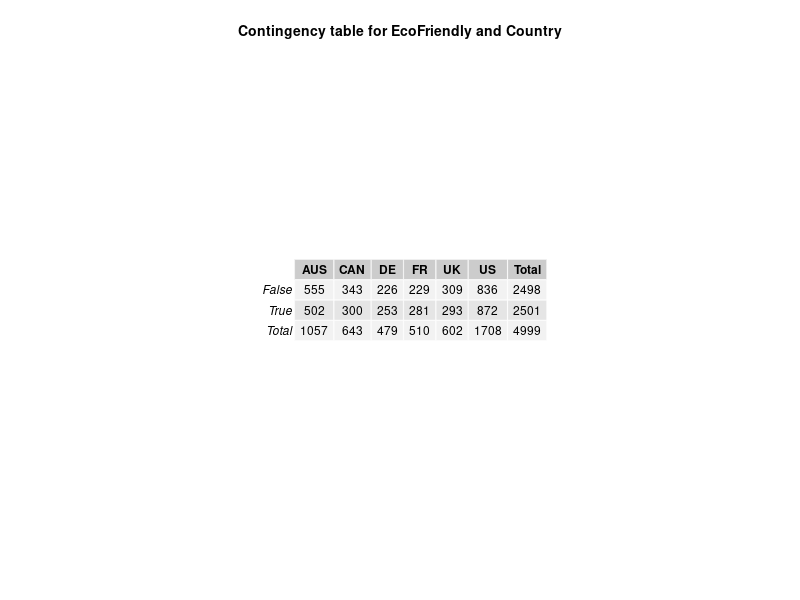 Contingency table for EcoFriendly and Country
AUS CAN DE FR UK US Total
False 555 343 226 229 309 836 2498
True 502 300 253 281 293 872 2501
Total 1057 643 479 510 602 1708 4999